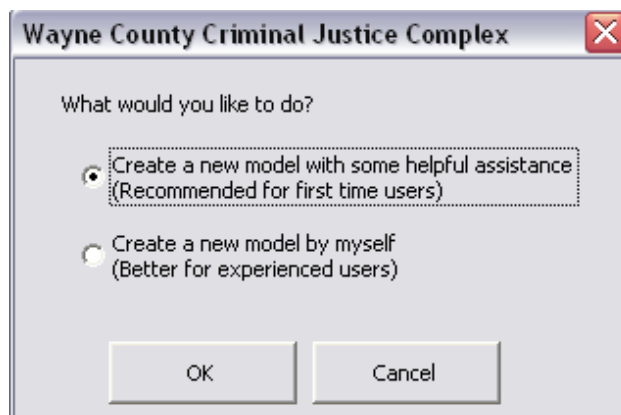 Wayne County Criminal Justice Complex
What would you like to do?
Create a new model with some helpful assistance
(Recommended for first time users)
Create a new model by myself
(Better for experienced users)
OK
Cancel